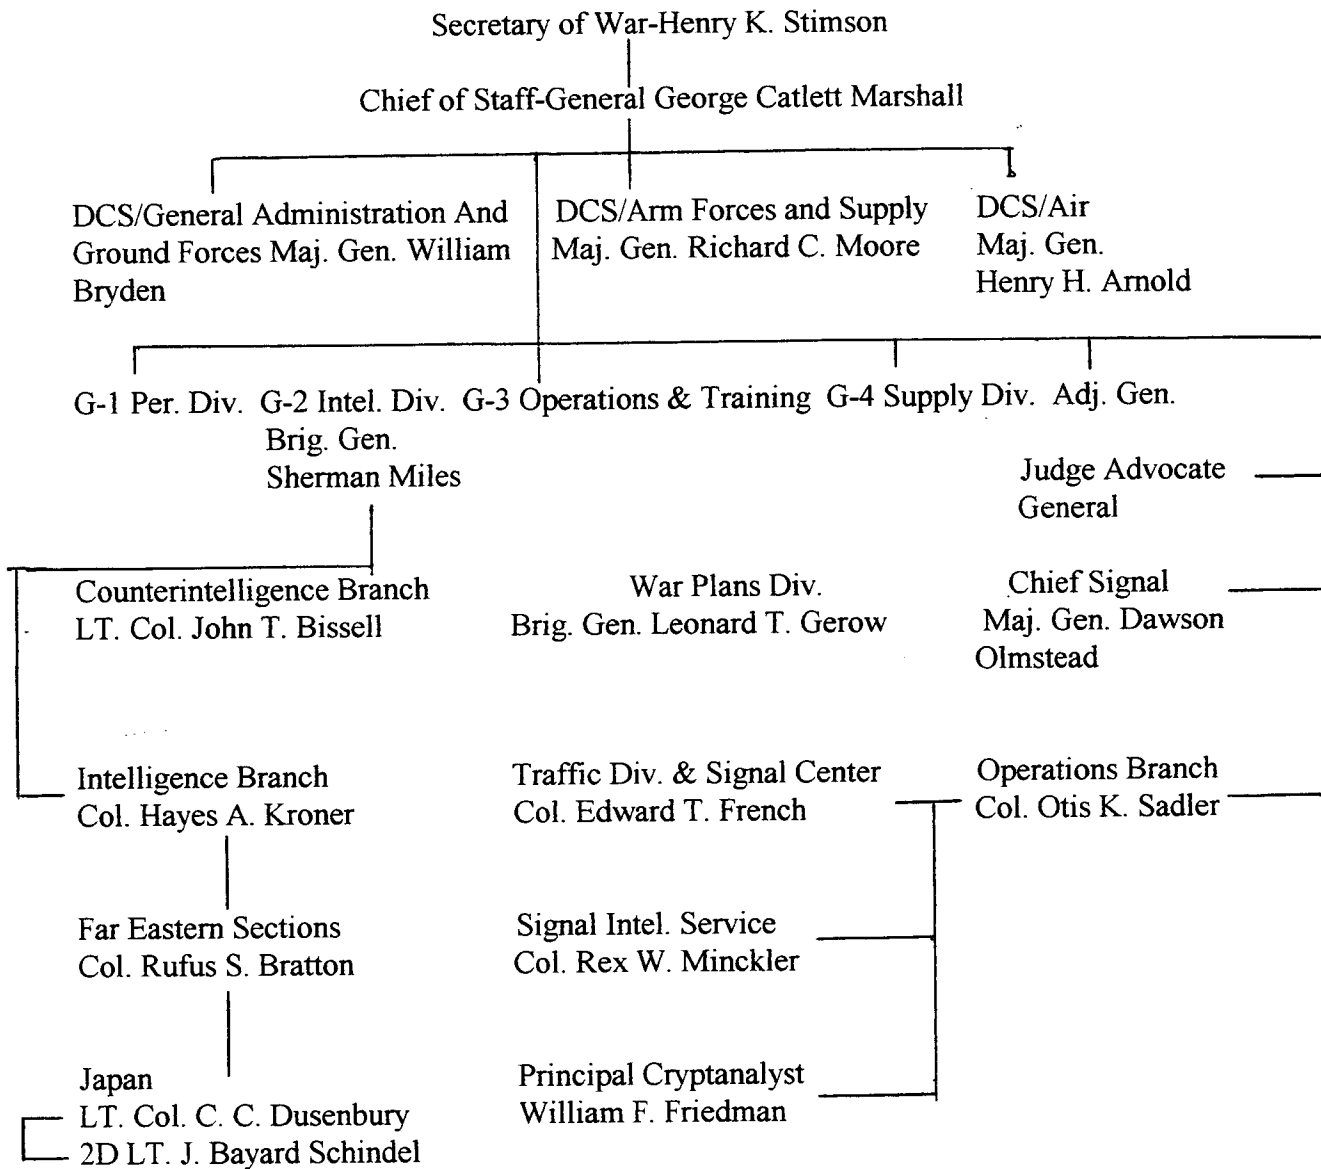 Secretary of War-Henry K. Stimson
Chief of Staff-General George Catlett Marshall
DCS/General Administration And
Ground Forces Maj. Gen. William
Bryden
DCS/Arm Forces and Supply
Maj. Gen. Richard C. Moore
DCS/Air
Maj. Gen.
Henry H. Arnold
G-1 Per. Div.
G-2 Intel. Div.
Brig. Gen.
Sherman Miles
G-3 Operations & Training
G-4 Supply Div.
Adj. Gen.
Judge Advocate
General
Counterintelligence Branch
LT. Col. John T. Bissell
War Plans Div.
Brig. Gen. Leonard T. Gerow
Chief Signal
Maj. Gen. Dawson
Olmstead
Intelligence Branch
Col. Hayes A. Kroner
Traffic Div. & Signal Center
Col. Edward T. French
Operations Branch
Col. Otis K. Sadler
Far Eastern Sections
Col. Rufus S. Bratton
Signal Intel. Service
Col. Rex W. Minckler
Japan
LT. Col. C. C. Dusenbury
2D LT. J. Bayard Schindel
Principal Cryptanalyst
William F. Friedman